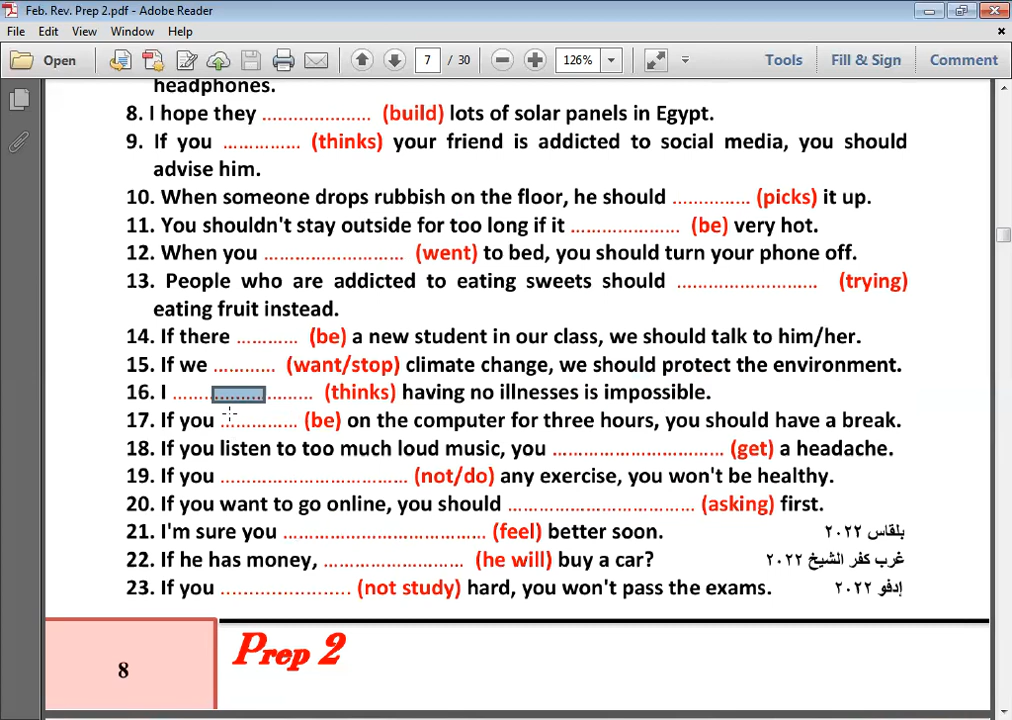 Feb. Rev. Prep 2.pdf - Adobe Reader
File Edit View Window Help
Open 7 / 30 126% Tools Fill & Sign Comment
headphones.
8. I hope they ..................... (build) lots of solar panels in Egypt.
9. If you .............. (thinks) your friend is addicted to social media, you should
advise him.
10. When someone drops rubbish on the floor, he should .............. (picks) it up.
11. You shouldn't stay outside for too long if it ..................... (be) very hot.
12. When you .......................... (went) to bed, you should turn your phone off.
13. People who are addicted to eating sweets should .......................... (trying)
eating fruit instead.
14. If there ........... (be) a new student in our class, we should talk to him/her.
15. If we ........... (want/stop) climate change, we should protect the environment.
16. I ........................... (thinks) having no illnesses is impossible.
17. If you .............. (be) on the computer for three hours, you should have a break.
18. If you listen to too much loud music, you ................................ (get) a headache.
19. If you .................................. (not/do) any exercise, you won't be healthy.
20. If you want to go online, you should .................................. (asking) first.
21. I'm sure you .................................... (feel) better soon. بلقاس ٢٠٢٢
22. If he has money, ........................... (he will) buy a car? غرب كفر الشيخ ٢٠٢٢
23. If you ....................... (not study) hard, you won't pass the exams. إدفو ٢٠٢٢
8 Prep 2